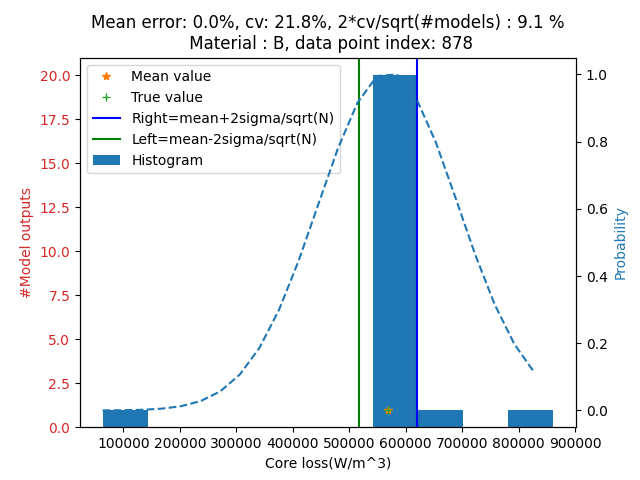 Mean error: 0.0%, cv: 21.8%, 2*cv/sqrt(#models) : 9.1 %
Material : B, data point index: 878
Mean value
True value
Right=mean+2sigma/sqrt(N)
Left=mean-2sigma/sqrt(N)
Histogram
#Model outputs
20.0
17.5
15.0
12.5
10.0
7.5
5.0
2.5
0.0
Probability
1.0
0.8
0.6
0.4
0.2
0.0
100000 200000 300000 400000 500000 600000 700000 800000 900000
Core loss(W/m^3)